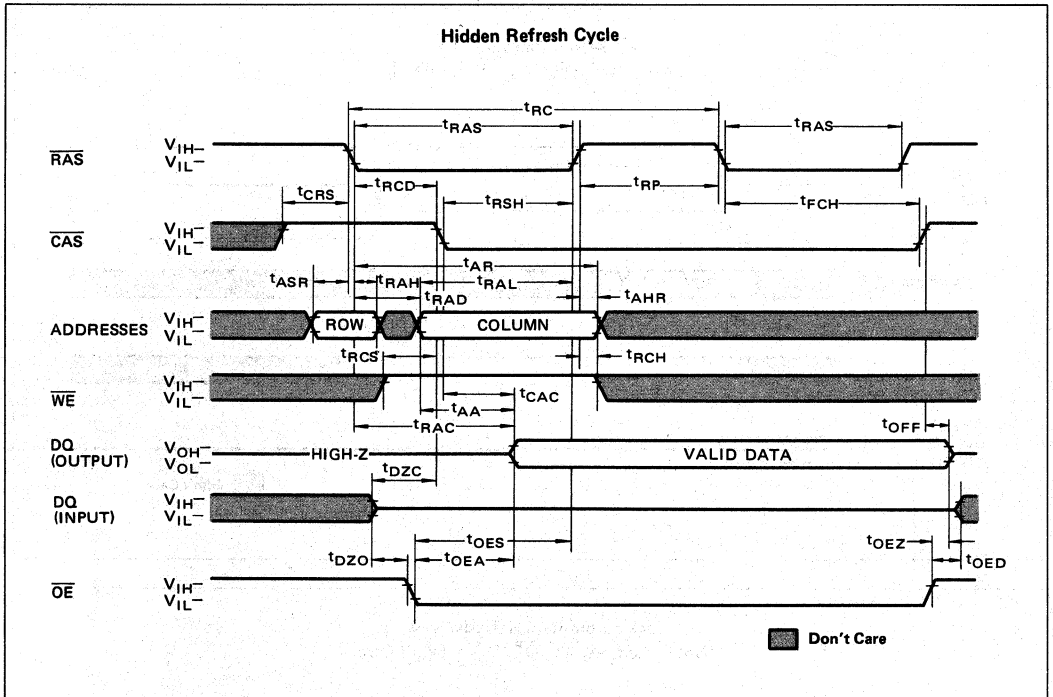 Hidden Refresh Cycle
tRC
tRAS
tRAS
RAS
VIH
VIL
tCRS
tRCD
tRSH
tRP
tFCH
CAS
VIH
VIL
tAR
tASR
tRAH
tRAL
tRAD
tAHR
ADDRESSES
VIH
VIL
ROW
COLUMN
tRCS
tRCH
WE
VIH
VIL
tCAC
tAA
tRAC
tOFF
DQ
(OUTPUT)
VOH
VOL
HIGH-Z
VALID DATA
tDZC
DQ
(INPUT)
VIH
VIL
tOES
tOEZ
tDZO
tOEA
tOED
OE
VIH
VIL
Don't Care